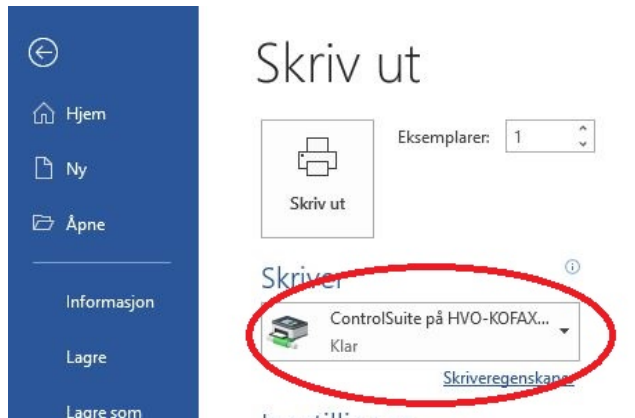 Skriv ut
Hjem
Ny
Åpne
Informasjon
Lagre
Lagre som
Skriv ut
Eksemplarer: 1
Skriver
ControlSuite på HVO-KOFAX...
Klar
Skriveregenskaper